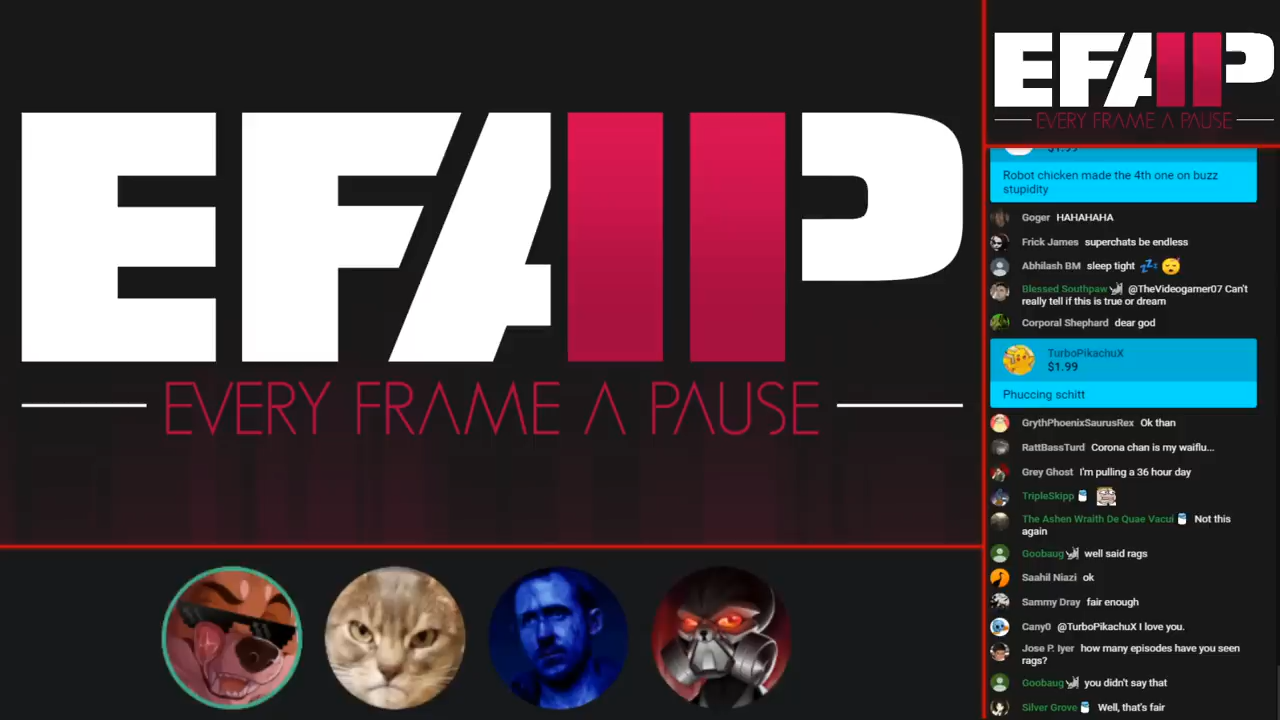 EFAP
EVERY FRAME A PAUSE
EFAP
EVERY FRAME A PAUSE
$1.99
Robot chicken made the 4th one on buzz
stupidity
Goger HAHAHAHA
Frick James superchats be endless
Abhilash BM sleep tight 💤 😴
Blessed Southpaw @TheVideogamer07 Can't
really tell if this is true or dream
Corporal Shephard dear god
TurboPikachuX
$1.99
Phuccing schitt
GrythPhoenixSaurusRex Ok than
RattBassTurd Corona chan is my waiflu...
Grey Ghost I'm pulling a 36 hour day
TripleSkipp
The Ashen Wraith De Quae Vacui Not this
again
Goobaug well said rags
Saahil Niazi ok
Sammy Dray fair enough
Cany0 @TurboPikachuX I love you.
Jose P. Iyer how many episodes have you seen
rags?
Goobaug you didn't say that
Silver Grove Well, that's fair